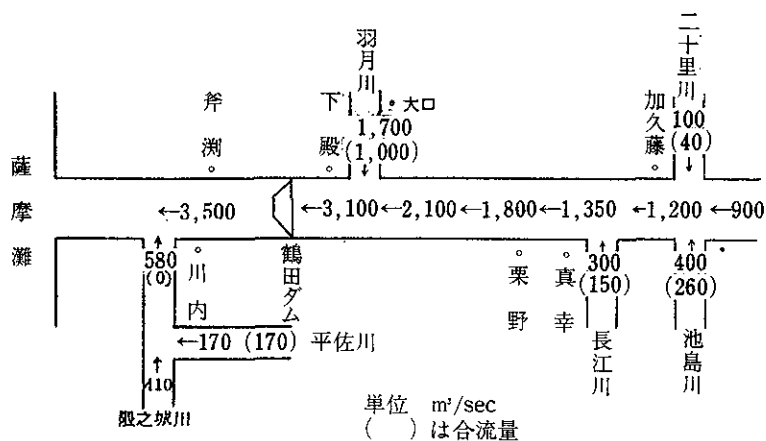 二十里川
羽月川
・大口
斧渕
下殿
加久藤
1,700
(1,000)
↓
100
(40)
↓
薩摩灘
←3,500
←3,100←2,100←1,800←1,350 ←1,200 ←900
580
(0)
川内
鶴田ダム
栗野
真幸
300
(150)
長江川
400
(260)
池島川
←170 (170) 平佐川
410
隈之城川
単位 m³/sec
( )は合流量